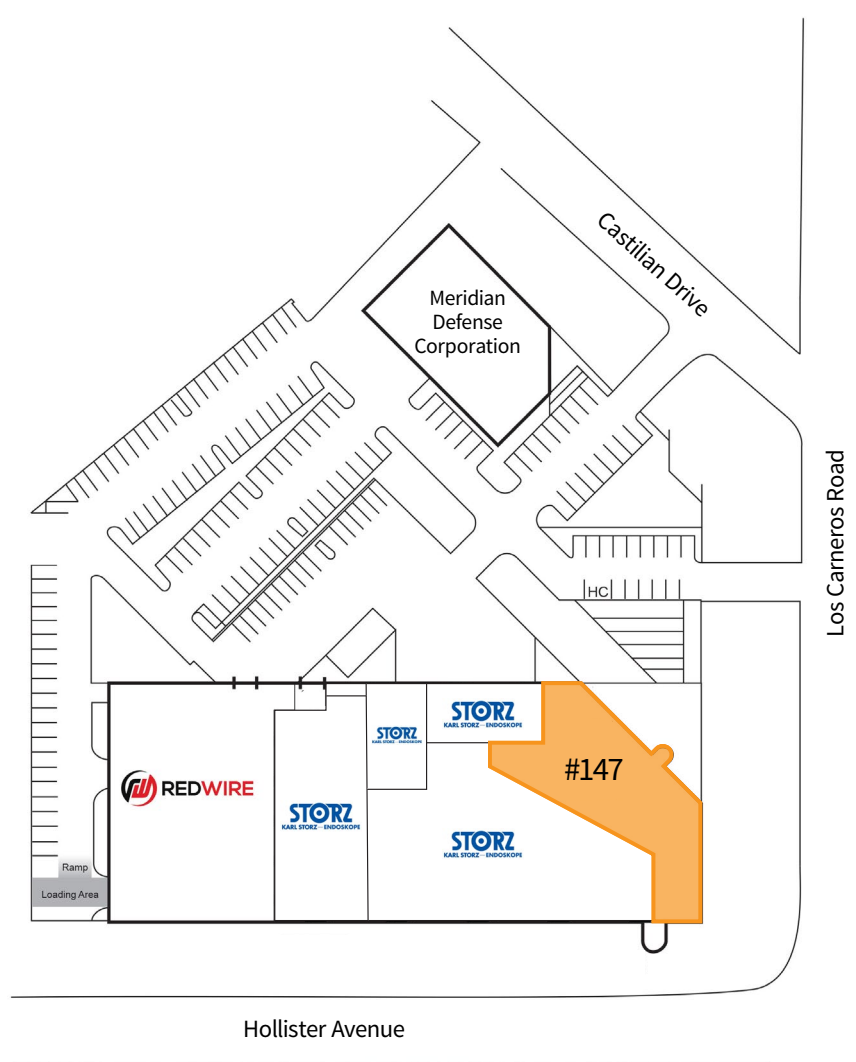 Castilian Drive
Meridian
Defense
Corporation
Los Carneros Road
HC
STORZ
KARL STORZ — ENDOSKOPE
STORZ
KARL STORZ — ENDOSKOPE
#147
REDWIRE
STORZ
KARL STORZ — ENDOSKOPE
STORZ
KARL STORZ — ENDOSKOPE
Ramp
Loading Area
Hollister Avenue